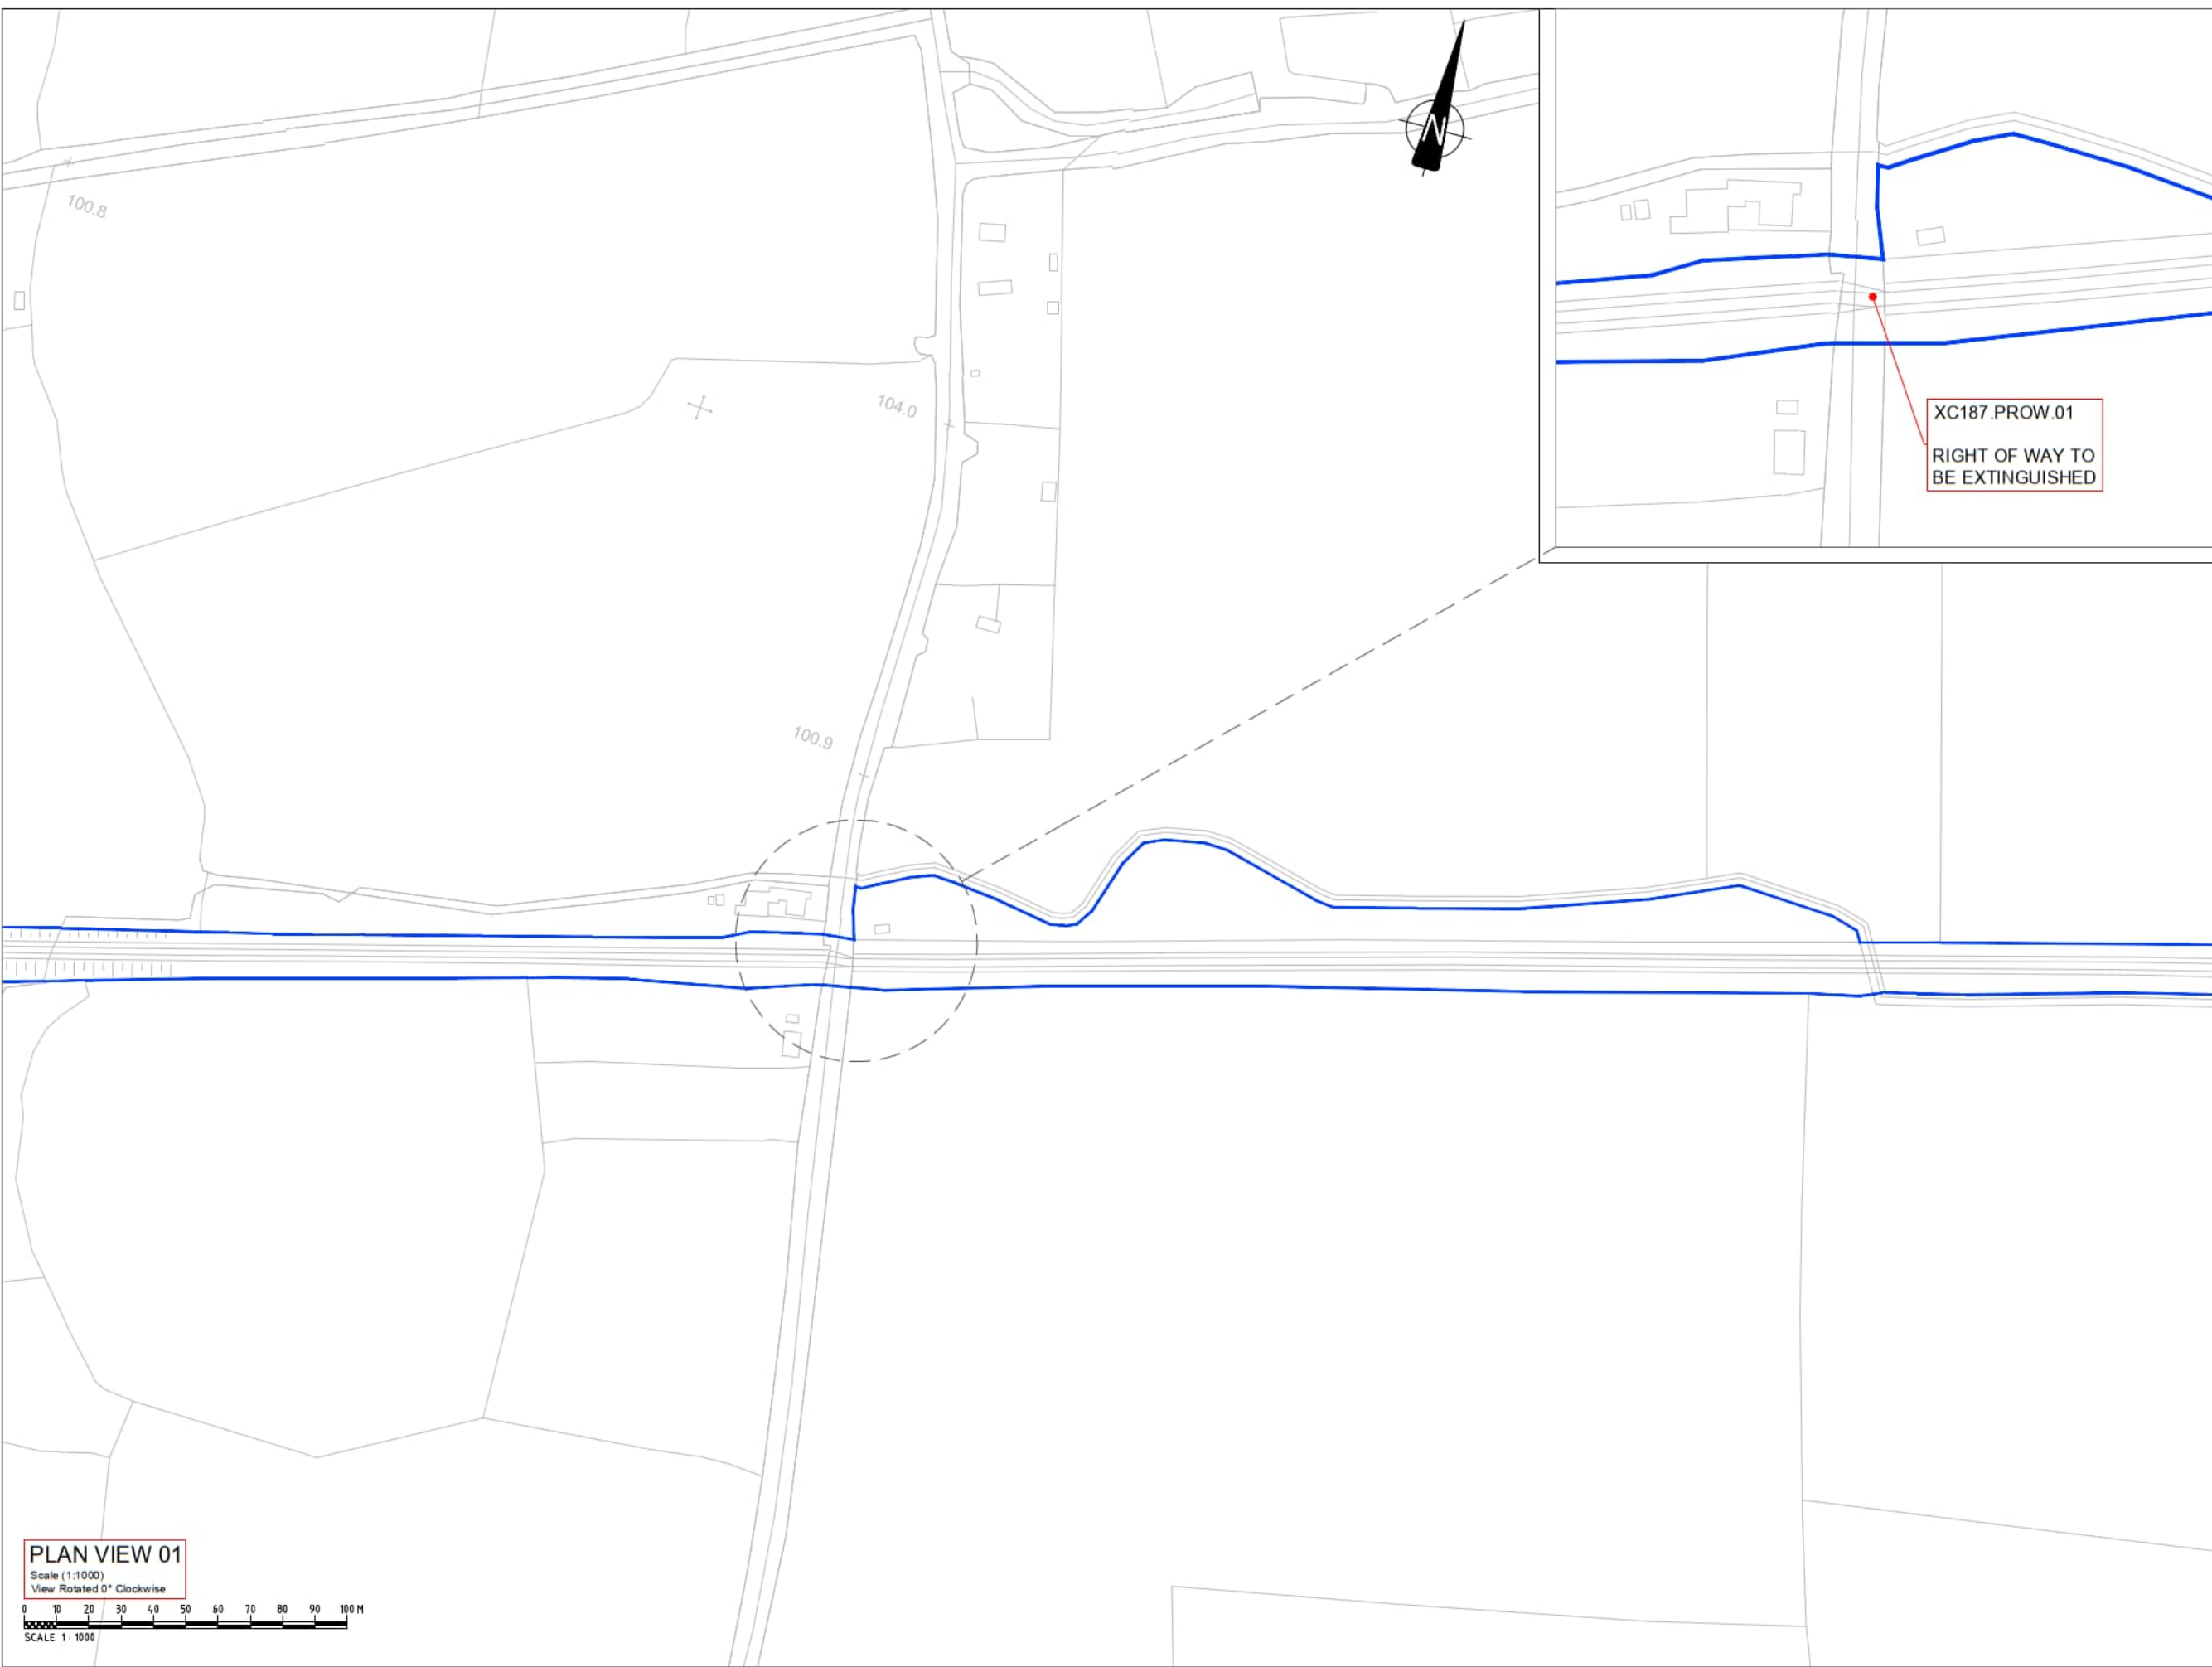 N
100.8
104.0
XC187.PROW.01
RIGHT OF WAY TO
BE EXTINGUISHED
100.9
PLAN VIEW 01
Scale (1:1000)
View Rotated 0° Clockwise
0 10 20 30 40 50 60 70 80 90 100 M
SCALE 1:1000